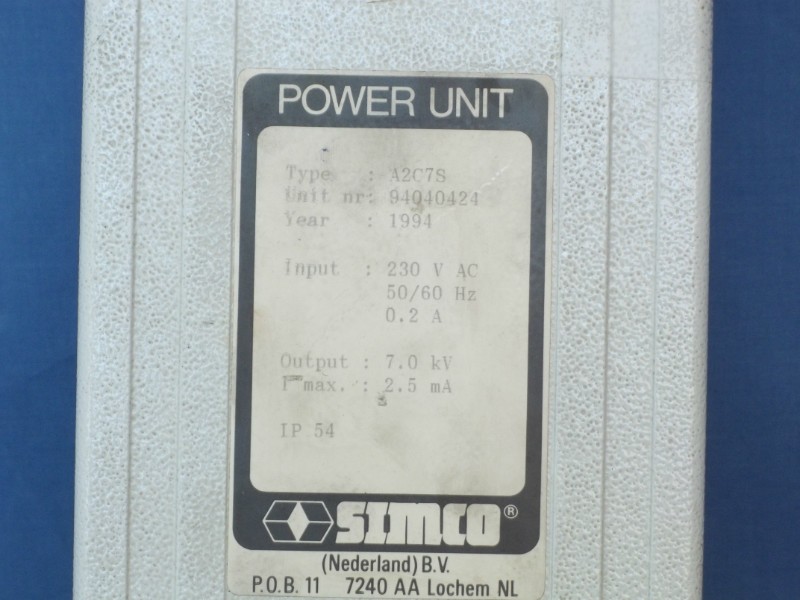 POWER UNIT
Type : A2C7S
Unit nr: 94040424
Year : 1994
Input : 230 V AC
50/60 Hz
0.2 A
Output : 7.0 kV
I max. : 2.5 mA
IP 54
SIMCO®
(Nederland) B.V.
P.O.B. 11 7240 AA Lochem NL